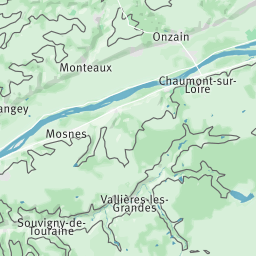 Onzain
Monteaux
Chaumont-sur-
Loire
angey
Mosnes
Vallières-les-
Grandes
Souvigny-de-
Touraine